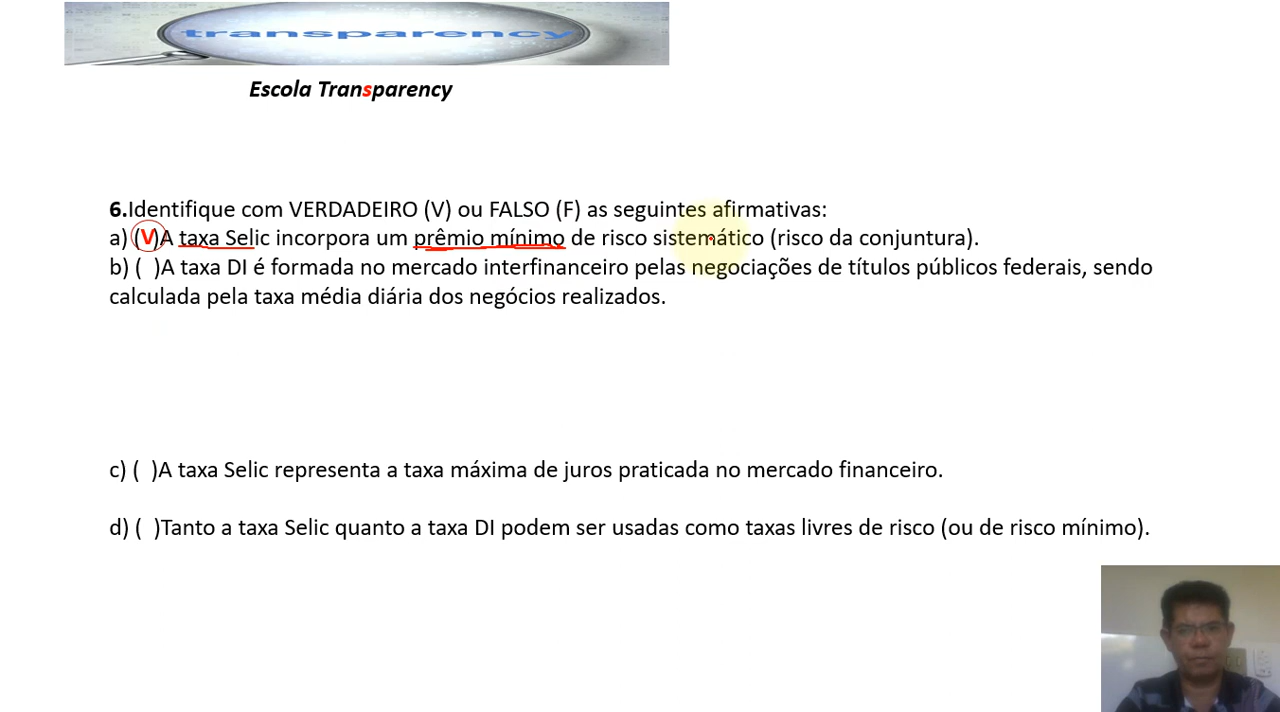 transparency
Escola Transparency
6.Identifique com VERDADEIRO (V) ou FALSO (F) as seguintes afirmativas:
a) (V)A taxa Selic incorpora um prêmio mínimo de risco sistemático (risco da conjuntura).
b) ( )A taxa DI é formada no mercado interfinanceiro pelas negociações de títulos públicos federais, sendo
calculada pela taxa média diária dos negócios realizados.
c) ( )A taxa Selic representa a taxa máxima de juros praticada no mercado financeiro.
d) ( )Tanto a taxa Selic quanto a taxa DI podem ser usadas como taxas livres de risco (ou de risco mínimo).